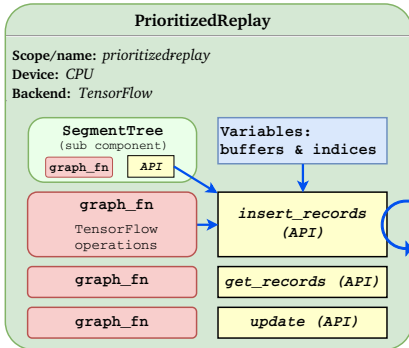 PrioritizedReplay
Scope/name: prioritizedreplay
Device: CPU
Backend: TensorFlow
SegmentTree
(sub component)
graph_fn
API
Variables:
buffers & indices
graph_fn
TensorFlow
operations
insert_records
(API)
graph_fn
get_records (API)
graph_fn
update (API)